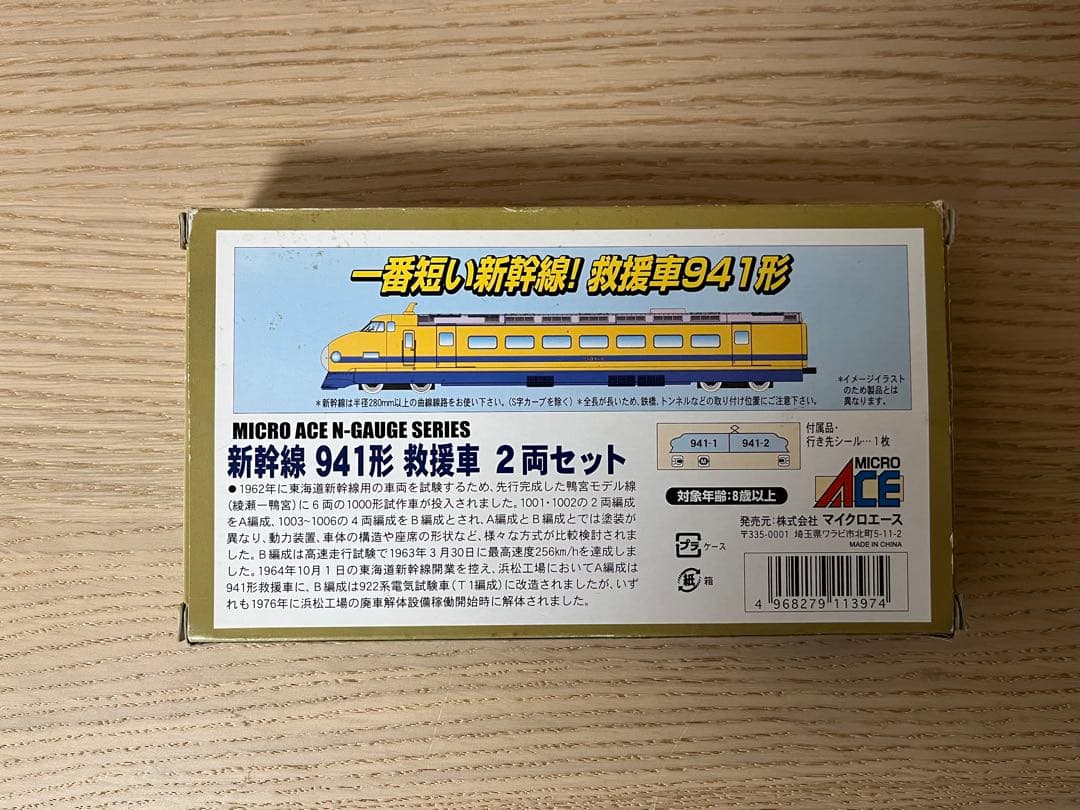 一番短い新幹線! 救援車941形
*新幹線は半径280mm以上の曲線線路をお使い下さい。(S字カーブを除く)*全長が長いため、鉄橋、トンネルなどの取り付け位置にご注意下さい。
*イメージイラスト
のため製品とは
異なります。
MICRO ACE N-GAUGE SERIES
新幹線 941形 救援車 2両セット
●1962年に東海道新幹線用の車両を試験するため、先行完成した鴨宮モデル線
(綾瀬ー鴨宮)に6両の1000形試作車が投入されました。1001・1002の2両編成
をA編成、1003~1006の4両編成をB編成とされ、A編成とB編成とでは塗装が
異なり、動力装置、車体の構造や座席の形状など、様々な方式が比較検討されま
した。B編成は高速走行試験で1963年3月30日に最高速度256km/hを達成しま
した。1964年10月1日の東海道新幹線開業を控え、浜松工場においてA編成は
941形救援車に、B編成は922系電気試験車(T1編成)に改造されましたが、いず
れも1976年に浜松工場の廃車解体設備稼働開始時に解体されました。
941-1 941-2
M
付属品・
行き先シール…1枚
対象年齢:8歳以上
MICRO
ACE
プラ ケース
紙 箱
発売元:株式会社 マイクロエース
〒335-0001 埼玉県ワラビ市北町5-11-2
MADE IN CHINA
4 968279 113974